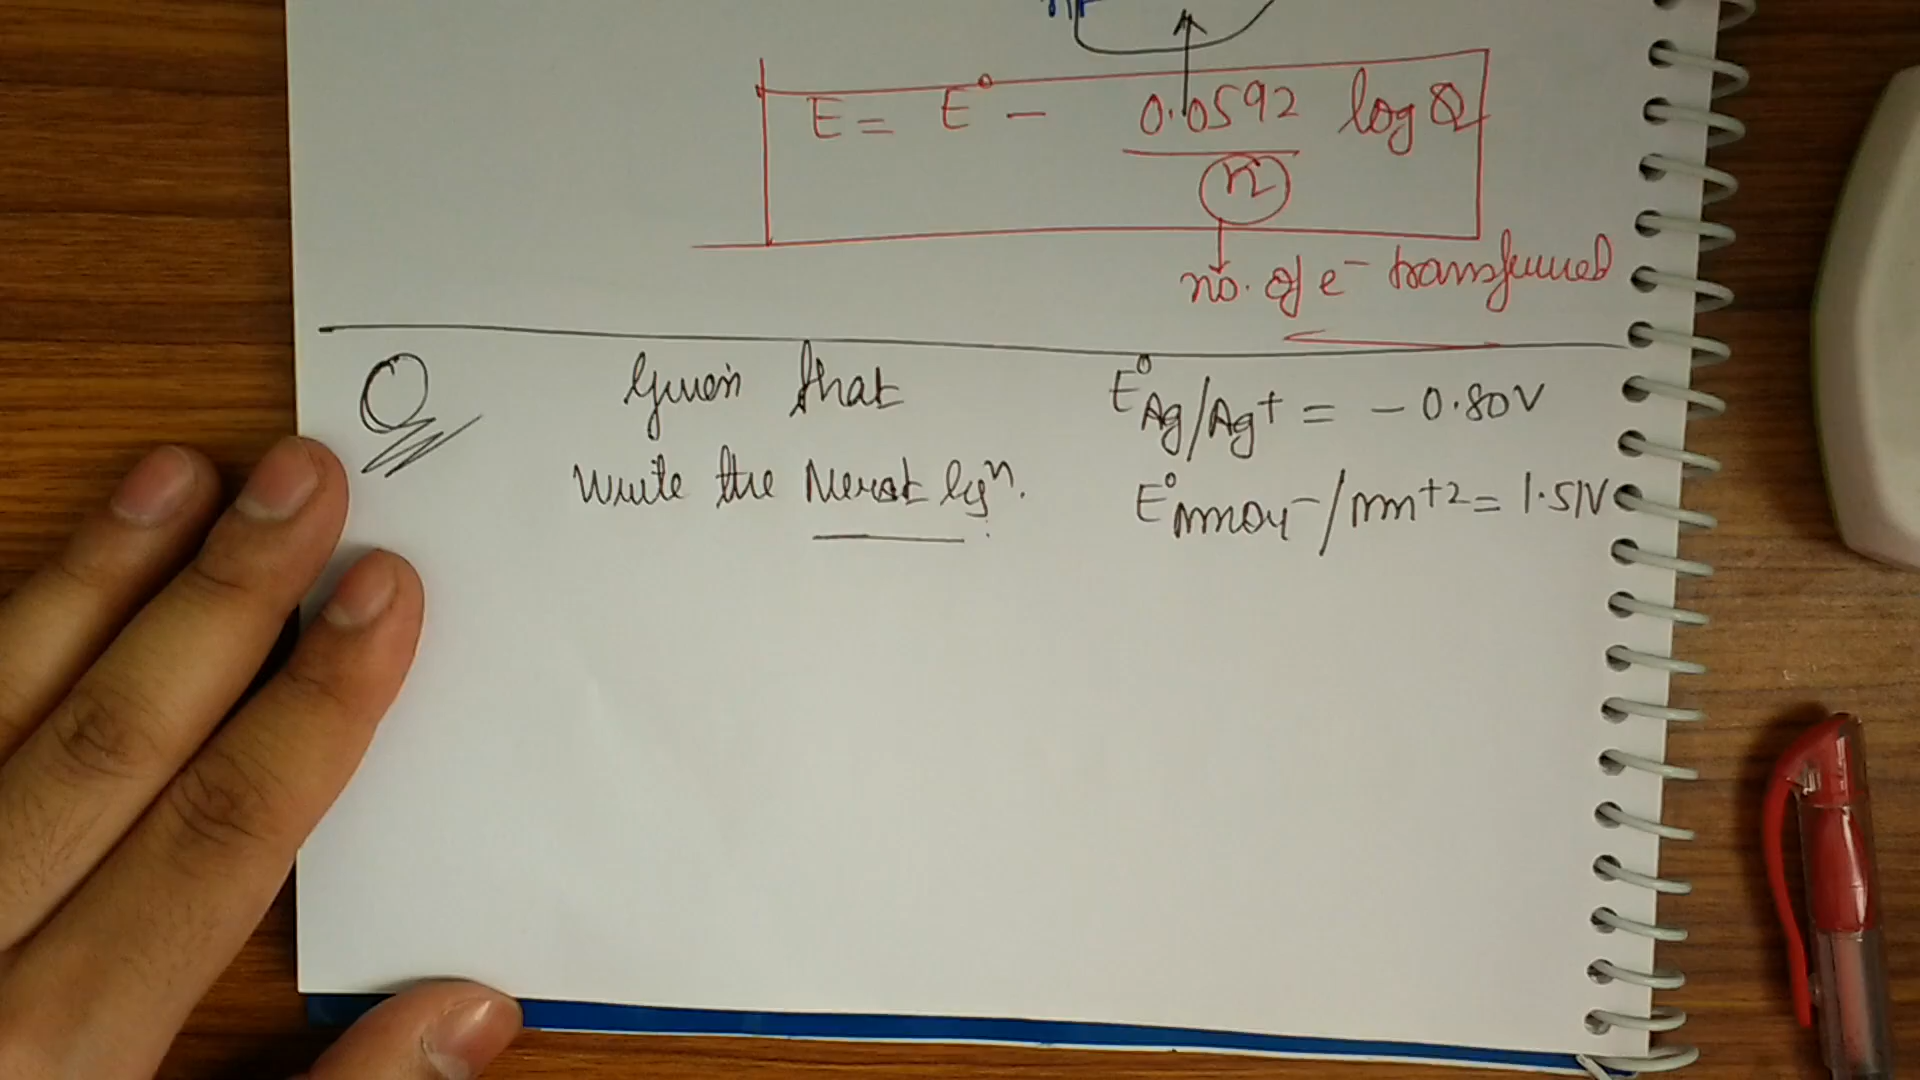 nF
E = E° - 0.0592/n log Q
no. of e⁻ transferred
Q Given that E°Ag/Ag+ = - 0.80V
Write the Nernst Eqⁿ. E°MnO4⁻/Mn+2 = 1.51V